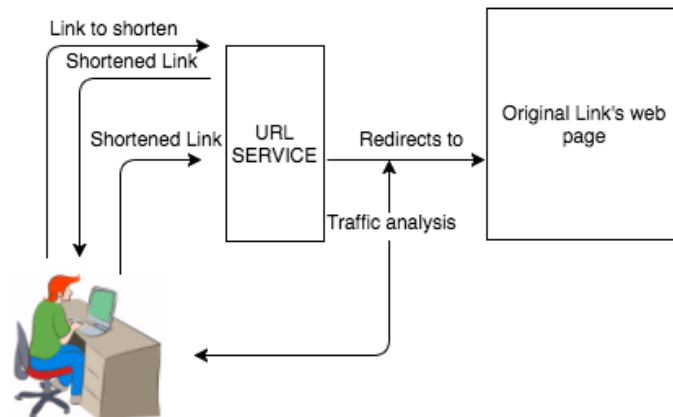 Link to shorten
Shortened Link
Shortened Link
URL
SERVICE
Redirects to
Traffic analysis
Original Link's web
page